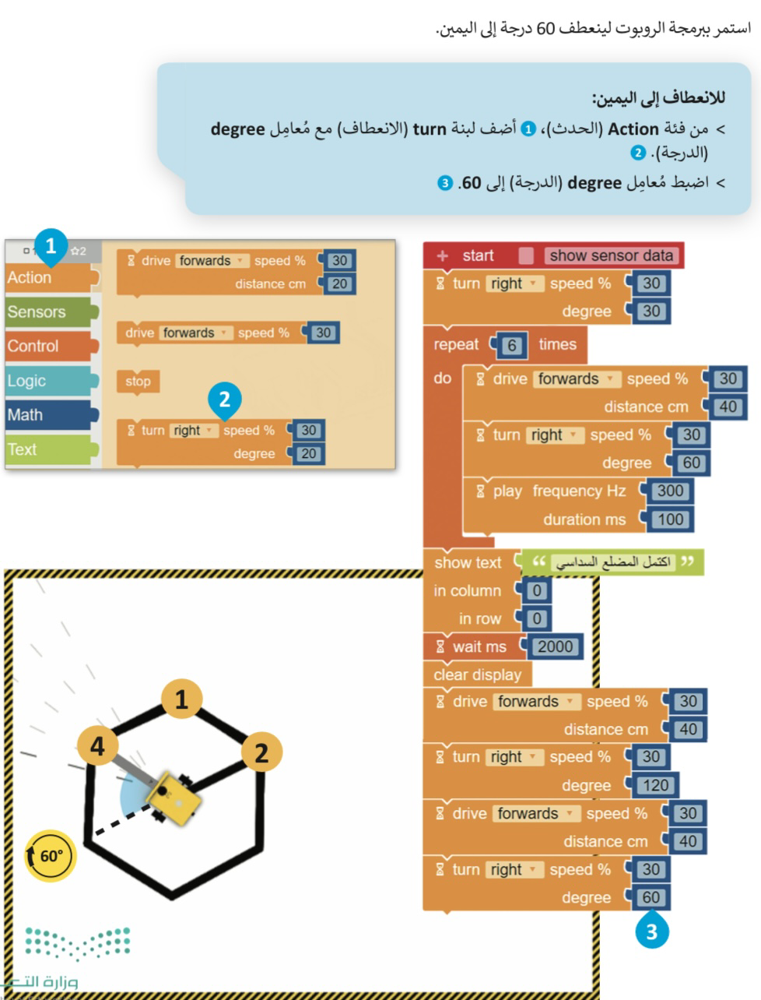 استمر ببرمجة الروبوت لينعطف 60 درجة إلى اليمين.
للانعطاف إلى اليمين:
> من فئة Action (الحدث)، 1 أضف لبنة turn (الانعطاف) مع مُعامِل degree
(الدرجة). 2
> اضبط مُعامِل degree (الدرجة) إلى 60. 3
1 ☆2
Action
Sensors
Control
Logic
Math
Text
drive forwards speed % 30
distance cm 20
drive forwards speed % 30
stop
2
turn right speed % 30
degree 20
+ start show sensor data
turn right speed % 30
degree 30
repeat 6 times
do drive forwards speed % 30
distance cm 40
turn right speed % 30
degree 60
play frequency Hz 300
duration ms 100
show text “ اكتمل المضلع السداسي ”
in column 0
in row 0
wait ms 2000
clear display
drive forwards speed % 30
distance cm 40
turn right speed % 30
degree 120
drive forwards speed % 30
distance cm 40
turn right speed % 30
degree 60
3
1
4
2
60°
وزارة التعـ